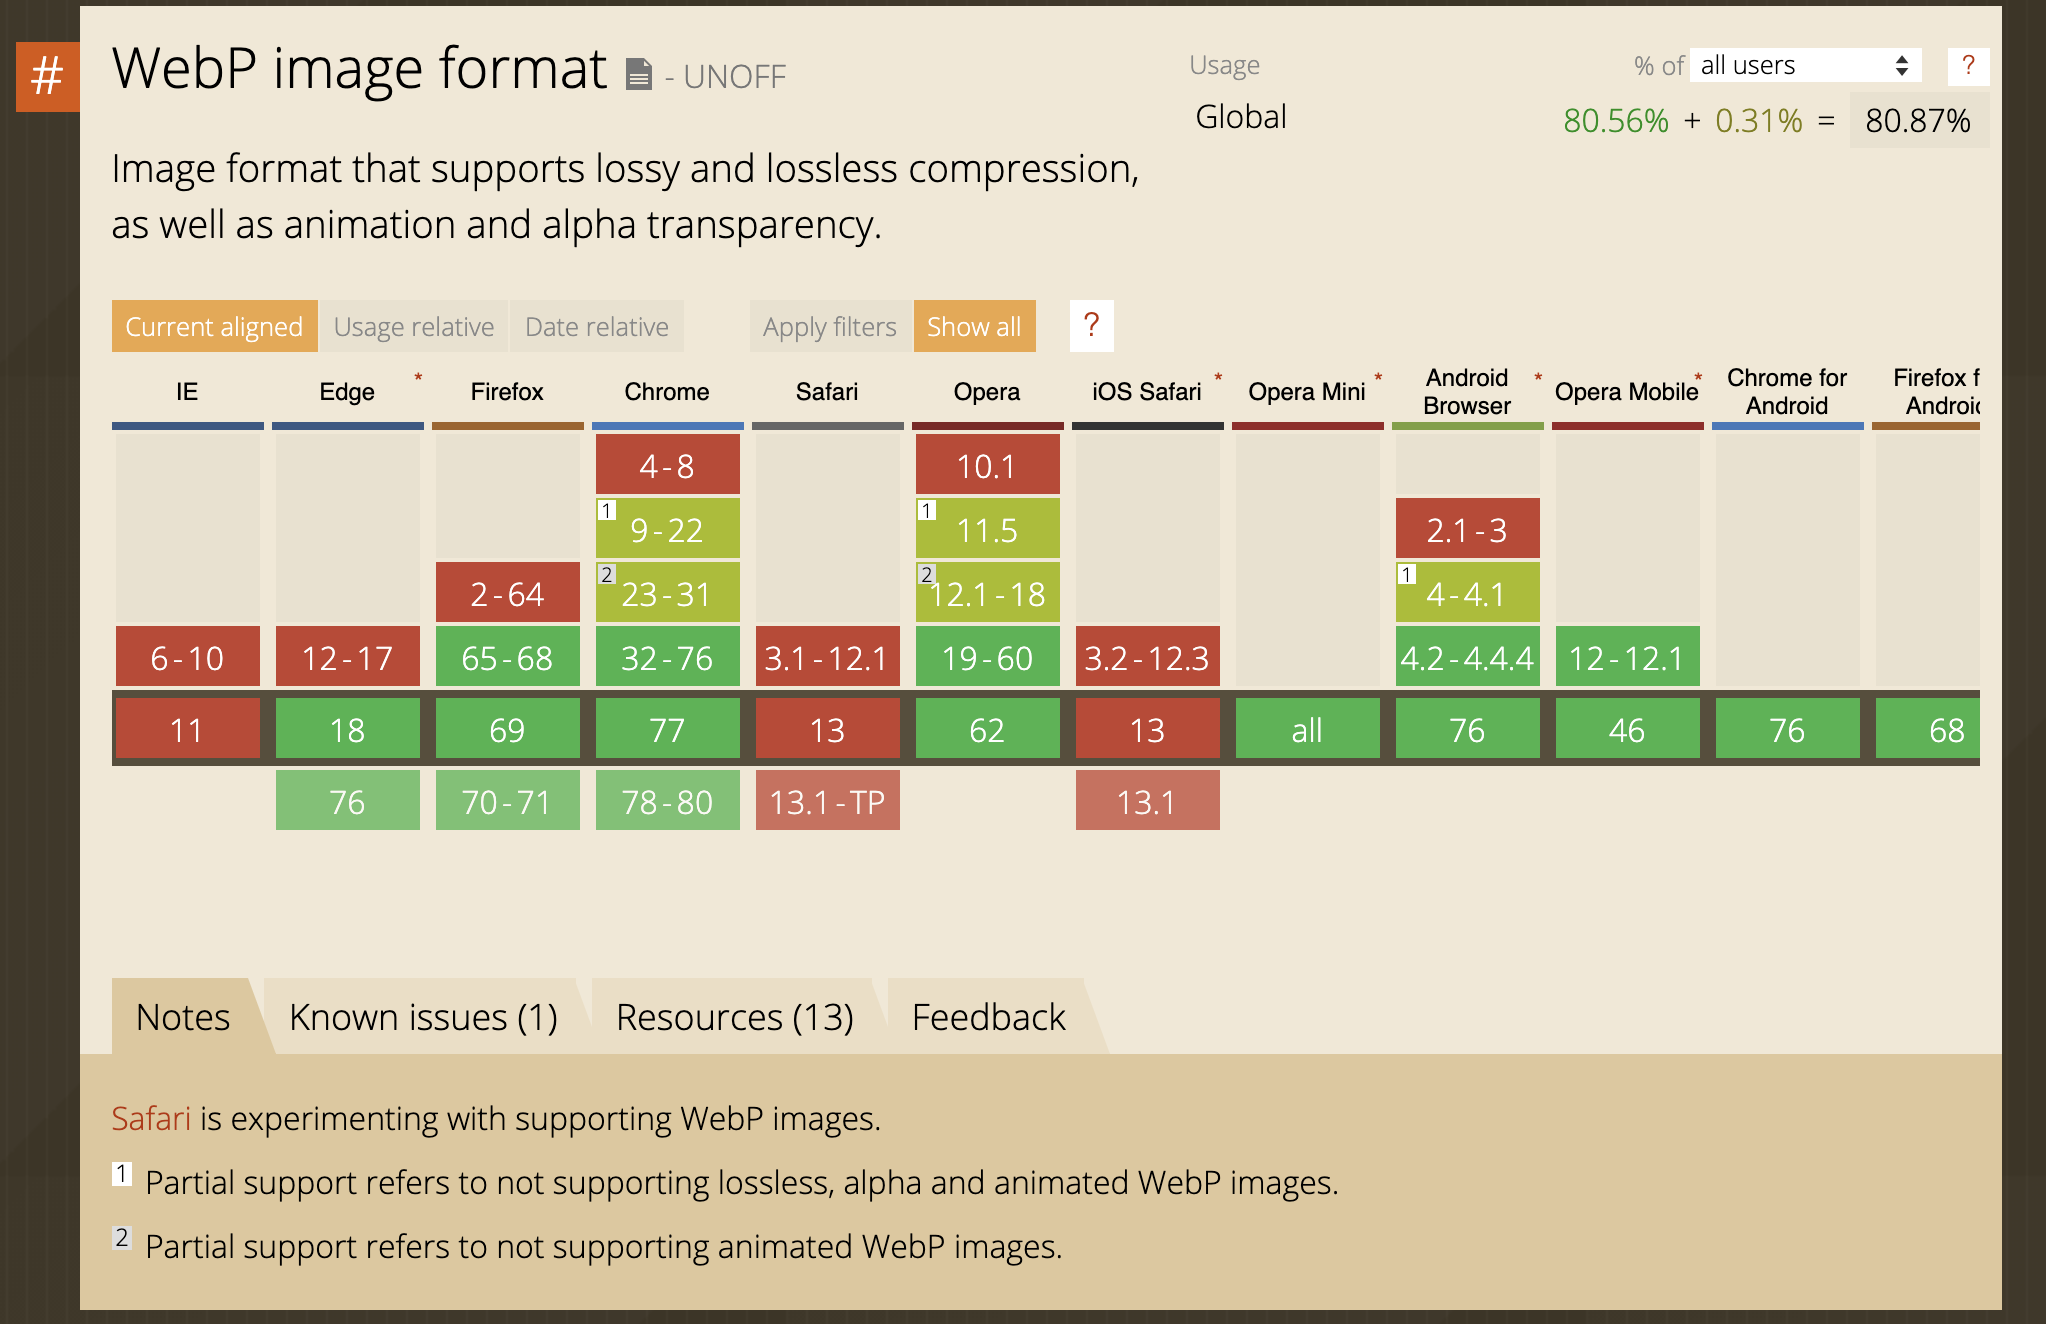 #
WebP image format - UNOFF
Usage % of all users ?
Global 80.56% + 0.31% = 80.87%
Image format that supports lossy and lossless compression,
as well as animation and alpha transparency.
Current aligned Usage relative Date relative Apply filters Show all ?
IE Edge * Firefox Chrome Safari Opera iOS Safari * Opera Mini * Android Browser * Opera Mobile * Chrome for Android Firefox f Androi
4-8 10.1
1 9-22 1 11.5 2.1-3
2-64 2 23-31 2 12.1-18 1 4-4.1
6-10 12-17 65-68 32-76 3.1-12.1 19-60 3.2-12.3 4.2-4.4.4 12-12.1
11 18 69 77 13 62 13 all 76 46 76 68
76 70-71 78-80 13.1-TP 13.1
Notes Known issues (1) Resources (13) Feedback
Safari is experimenting with supporting WebP images.
1 Partial support refers to not supporting lossless, alpha and animated WebP images.
2 Partial support refers to not supporting animated WebP images.